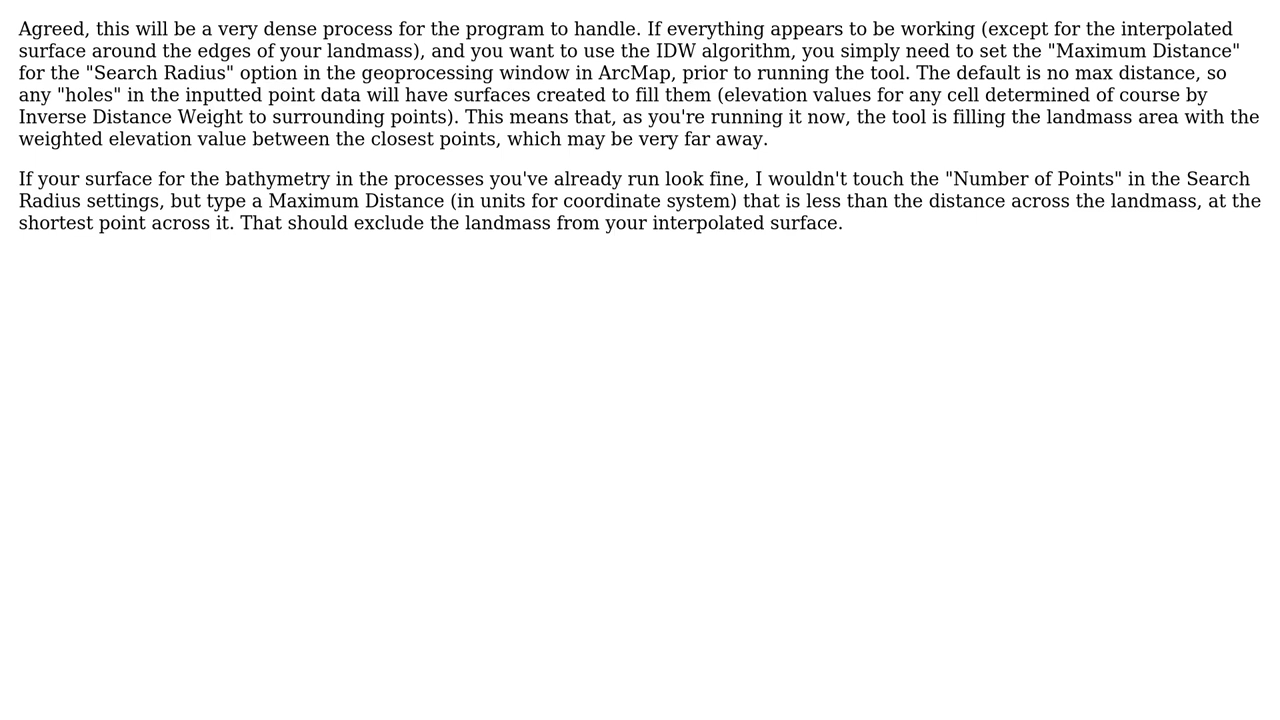 Agreed, this will be a very dense process for the program to handle. If everything appears to be working (except for the interpolated
surface around the edges of your landmass), and you want to use the IDW algorithm, you simply need to set the "Maximum Distance"
for the "Search Radius" option in the geoprocessing window in ArcMap, prior to running the tool. The default is no max distance, so
any "holes" in the inputted point data will have surfaces created to fill them (elevation values for any cell determined of course by
Inverse Distance Weight to surrounding points). This means that, as you're running it now, the tool is filling the landmass area with the
weighted elevation value between the closest points, which may be very far away.
If your surface for the bathymetry in the processes you've already run look fine, I wouldn't touch the "Number of Points" in the Search
Radius settings, but type a Maximum Distance (in units for coordinate system) that is less than the distance across the landmass, at the
shortest point across it. That should exclude the landmass from your interpolated surface.